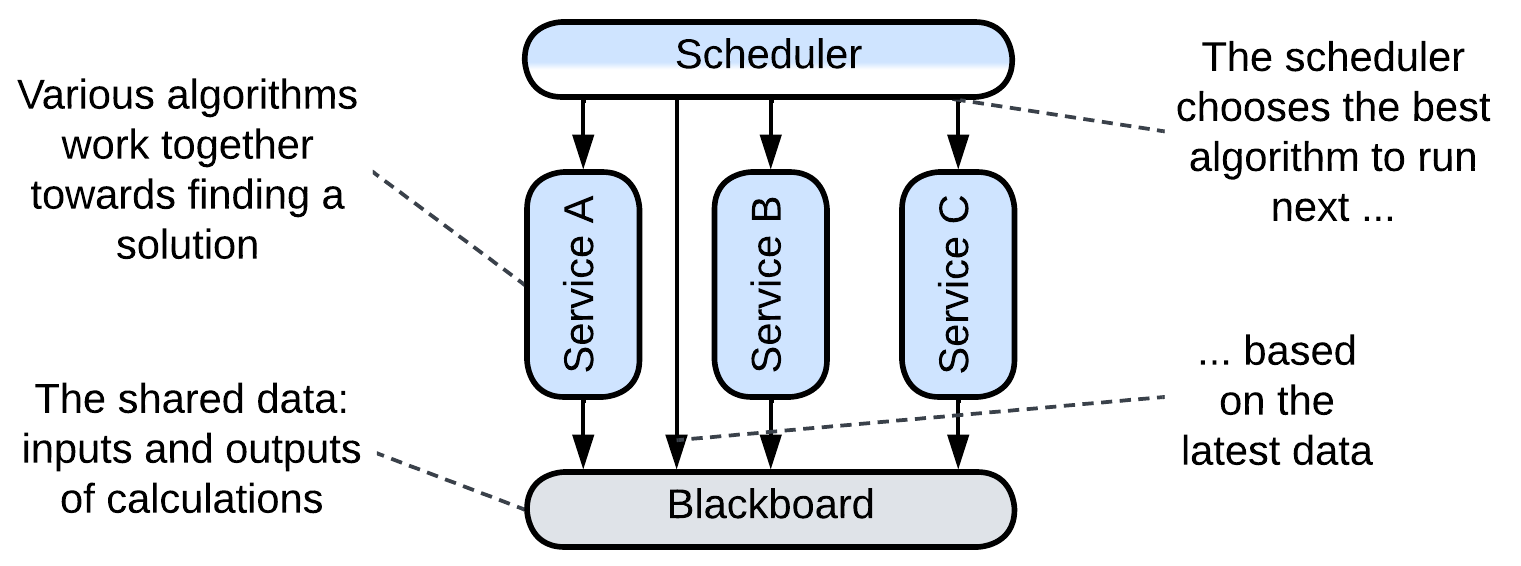 Scheduler
Various algorithms
work together
towards finding a
solution
The scheduler
chooses the best
algorithm to run
next ...
Service A
Service B
Service C
The shared data:
inputs and outputs
of calculations
... based
on the
latest data
Blackboard